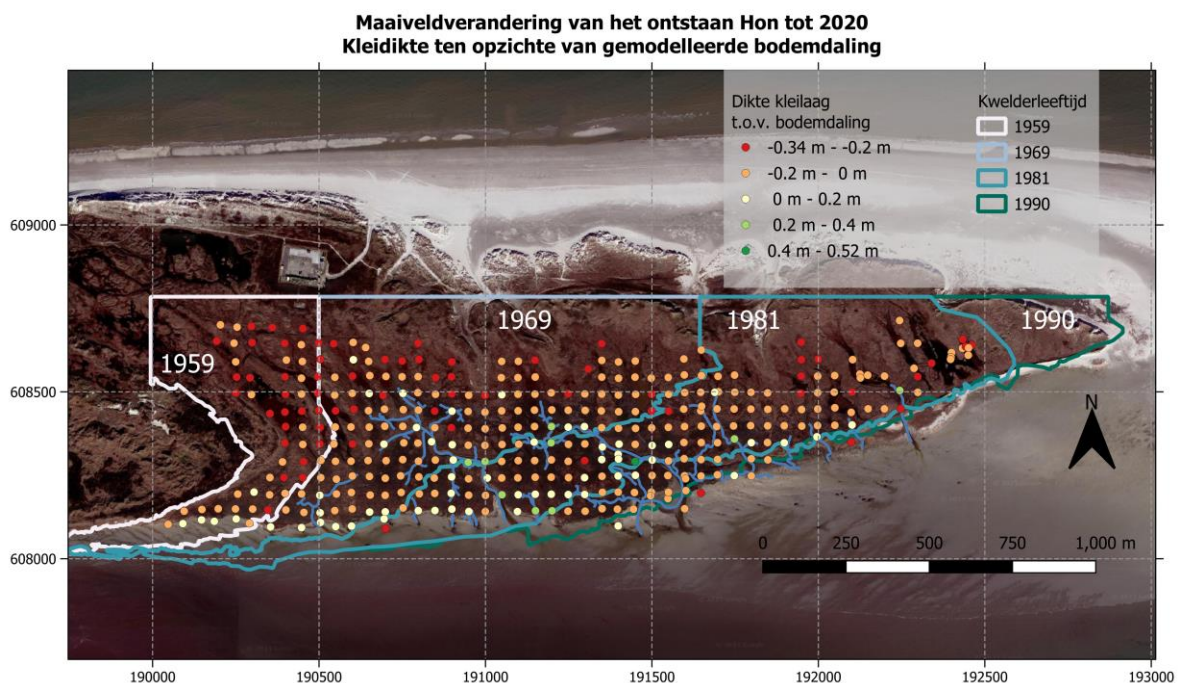 Maaiveldverandering van het ontstaan Hon tot 2020
Kleidikte ten opzichte van gemodelleerde bodemdaling
Dikte kleilaag
t.o.v. bodemdaling
-0.34 m - -0.2 m
-0.2 m - 0 m
0 m - 0.2 m
0.2 m - 0.4 m
0.4 m - 0.52 m
Kwelderleeftijd
1959
1969
1981
1990
609000
608500
608000
1959
1969
1981
1990
N
0 250 500 750 1,000 m
190000 190500 191000 191500 192000 192500 193000